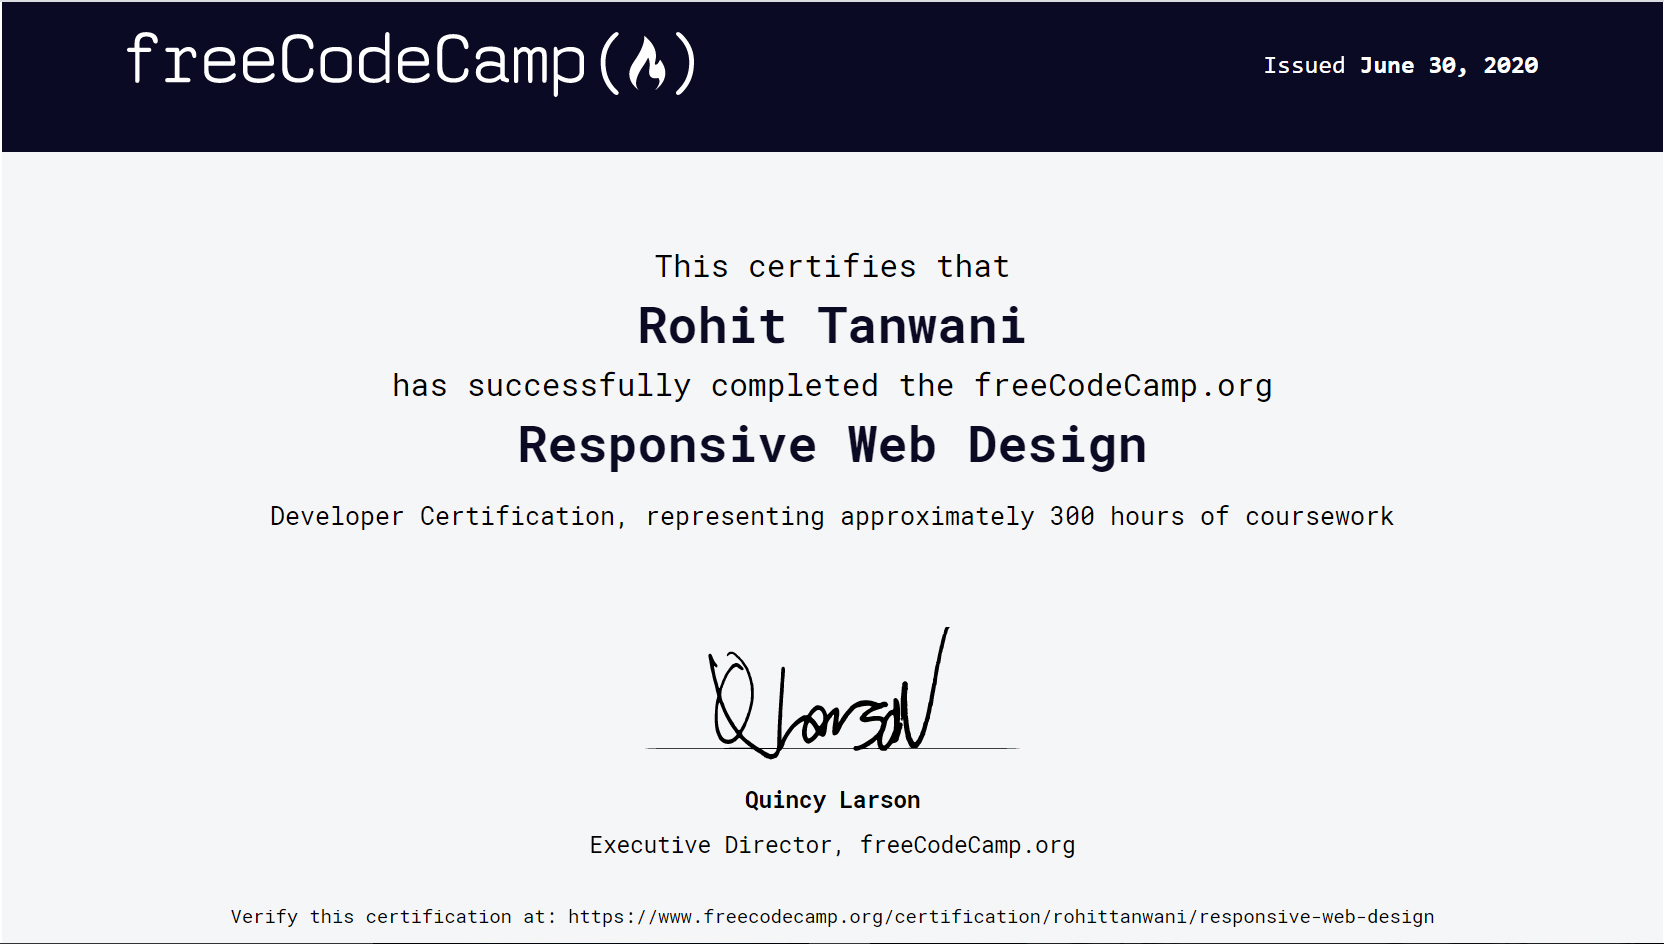 freeCodeCamp
Issued June 30, 2020
This certifies that
Rohit Tanwani
has successfully completed the freeCodeCamp.org
Responsive Web Design
Developer Certification, representing approximately 300 hours of coursework
Q Larson
Quincy Larson
Executive Director, freeCodeCamp.org
Verify this certification at: https://www.freecodecamp.org/certification/rohittanwani/responsive-web-design